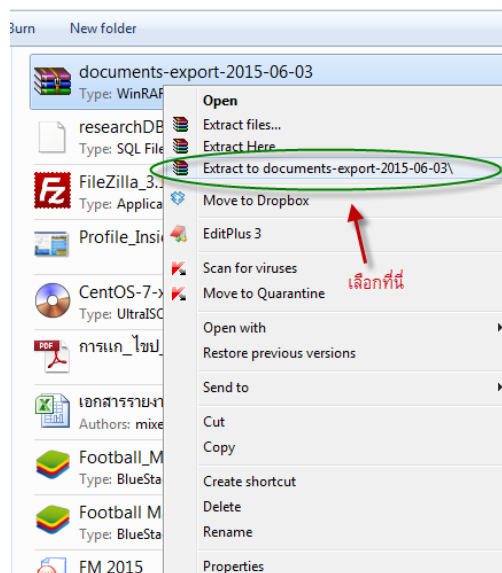 Burn New folder
documents-export-2015-06-03
Type: WinRAR
Open
researchDB
Type: SQL File
Extract files...
Extract Here
Extract to documents-export-2015-06-03\
FileZilla_3.1
Type: Applica
Move to Dropbox
Profile_Insi
EditPlus 3
เลือกที่นี่
Scan for viruses
CentOS-7-x
Type: UltraISO
Move to Quarantine
Open with
PDF
การแก_ไขป_
Restore previous versions
Send to
เอกสารรายงา
Authors: mixe
Cut
Copy
Football_M
Type: BlueSta
Create shortcut
Delete
Football M
Type: BlueSta
Rename
FM 2015
Properties